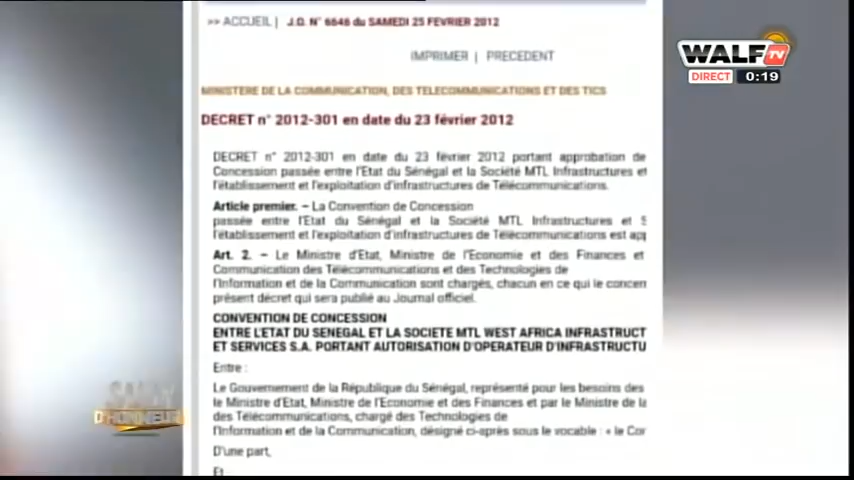 >> ACCUEIL | J.O. N° 6646 du SAMEDI 25 FEVRIER 2012
IMPRIMER | PRECEDENT
WALF TV
DIRECT 0:19
MINISTERE DE LA COMMUNICATION, DES TELECOMMUNICATIONS ET DES TICS
DECRET n° 2012-301 en date du 23 février 2012
DECRET n° 2012-301 en date du 23 février 2012 portant approbation de
Concession passée entre l'Etat du Sénégal et la Société MTL Infrastructures et
l'établissement et l'exploitation d'infrastructures de Télécommunications.
Article premier. – La Convention de Concession
passée entre l'Etat du Sénégal et la Société MTL Infrastructures et S
l'établissement et l'exploitation d'infrastructures de Télécommunications est app
Art. 2. – Le Ministre d'Etat, Ministre de l'Economie et des Finances et
Communication des Télécommunications et des Technologies de
l'Information et de la Communication sont chargés, chacun en ce qui le concern
présent décret qui sera publié au Journal officiel.
CONVENTION DE CONCESSION
ENTRE L'ETAT DU SENEGAL ET LA SOCIETE MTL WEST AFRICA INFRASTRUCT
ET SERVICES S.A. PORTANT AUTORISATION D'OPERATEUR D'INFRASTRUCTU
Entre :
Le Gouvernement de la République du Sénégal, représenté pour les besoins des
le Ministre d'Etat, Ministre de l'Economie et des Finances et par le Ministre de la
des Télécommunications, chargé des Technologies de
l'Information et de la Communication, désigné ci-après sous le vocable : « le Con
D'une part,
Et
D'HONNEUR